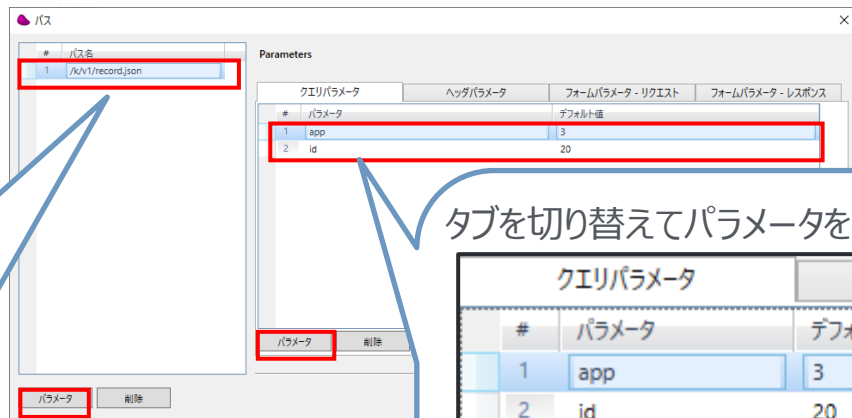 パス
# パス名
1 /k/v1/record.json
パラメータ 削除
Parameters
クエリパラメータ ヘッダパラメータ フォームパラメータ - リクエスト フォームパラメータ - レスポンス
# パラメータ デフォルト値
1 app 3
2 id 20
パラメータ 削除
タブを切り替えてパラメータを
クエリパラメータ
# パラメータ デフォ
1 app 3
2 id 20